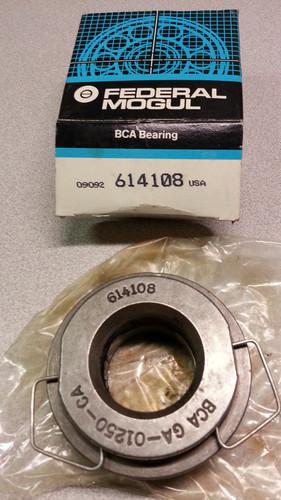 FEDERAL
MOGUL
BCA Bearing
09092 614108 USA
614108
BCA GA-01250-CA